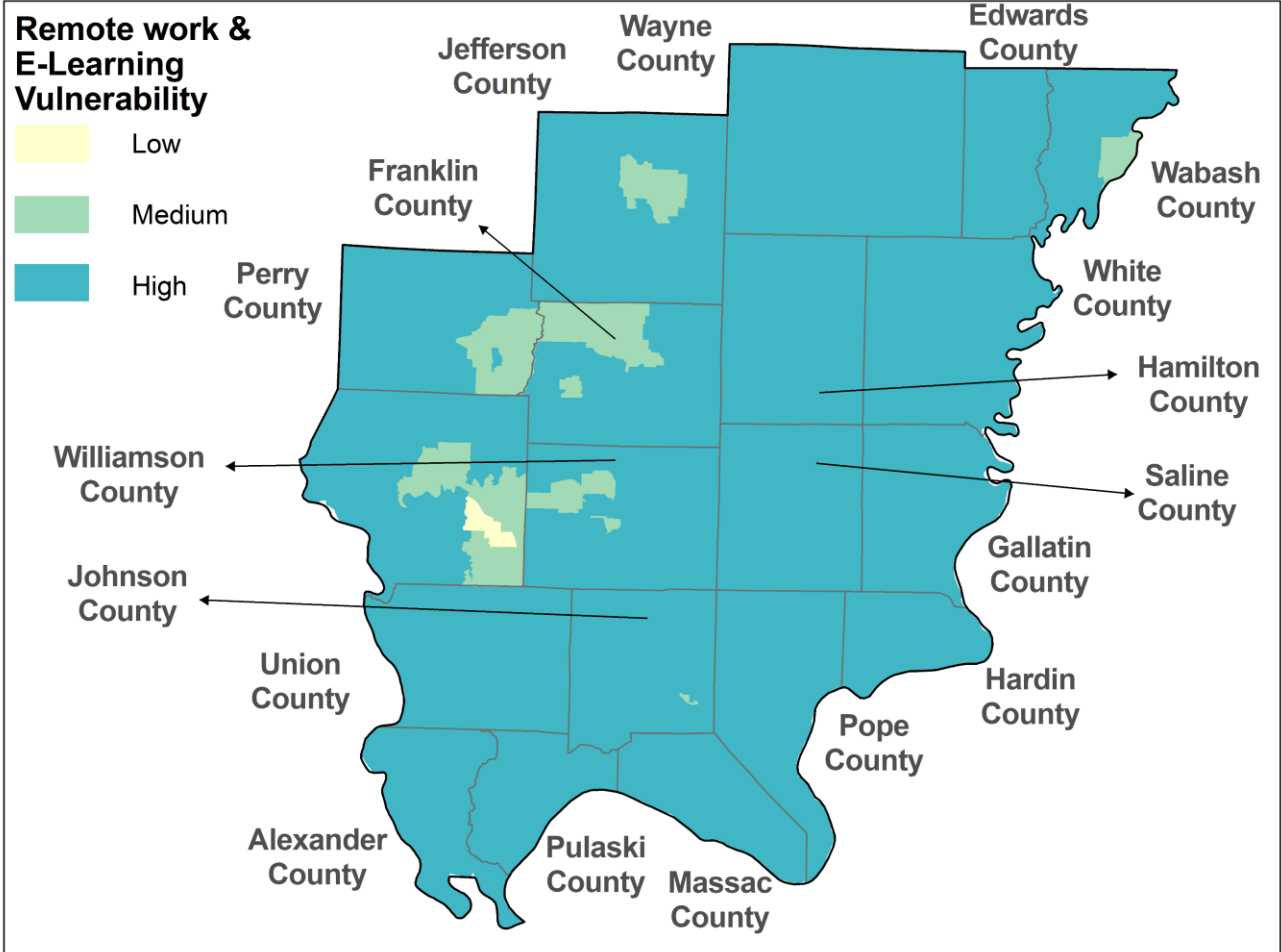 Remote work &
E-Learning
Vulnerability
Low
Medium
High
Jefferson
County
Wayne
County
Edwards
County
Franklin
County
Wabash
County
Perry
County
White
County
Hamilton
County
Williamson
County
Saline
County
Gallatin
County
Johnson
County
Union
County
Hardin
County
Pope
County
Alexander
County
Pulaski
County
Massac
County